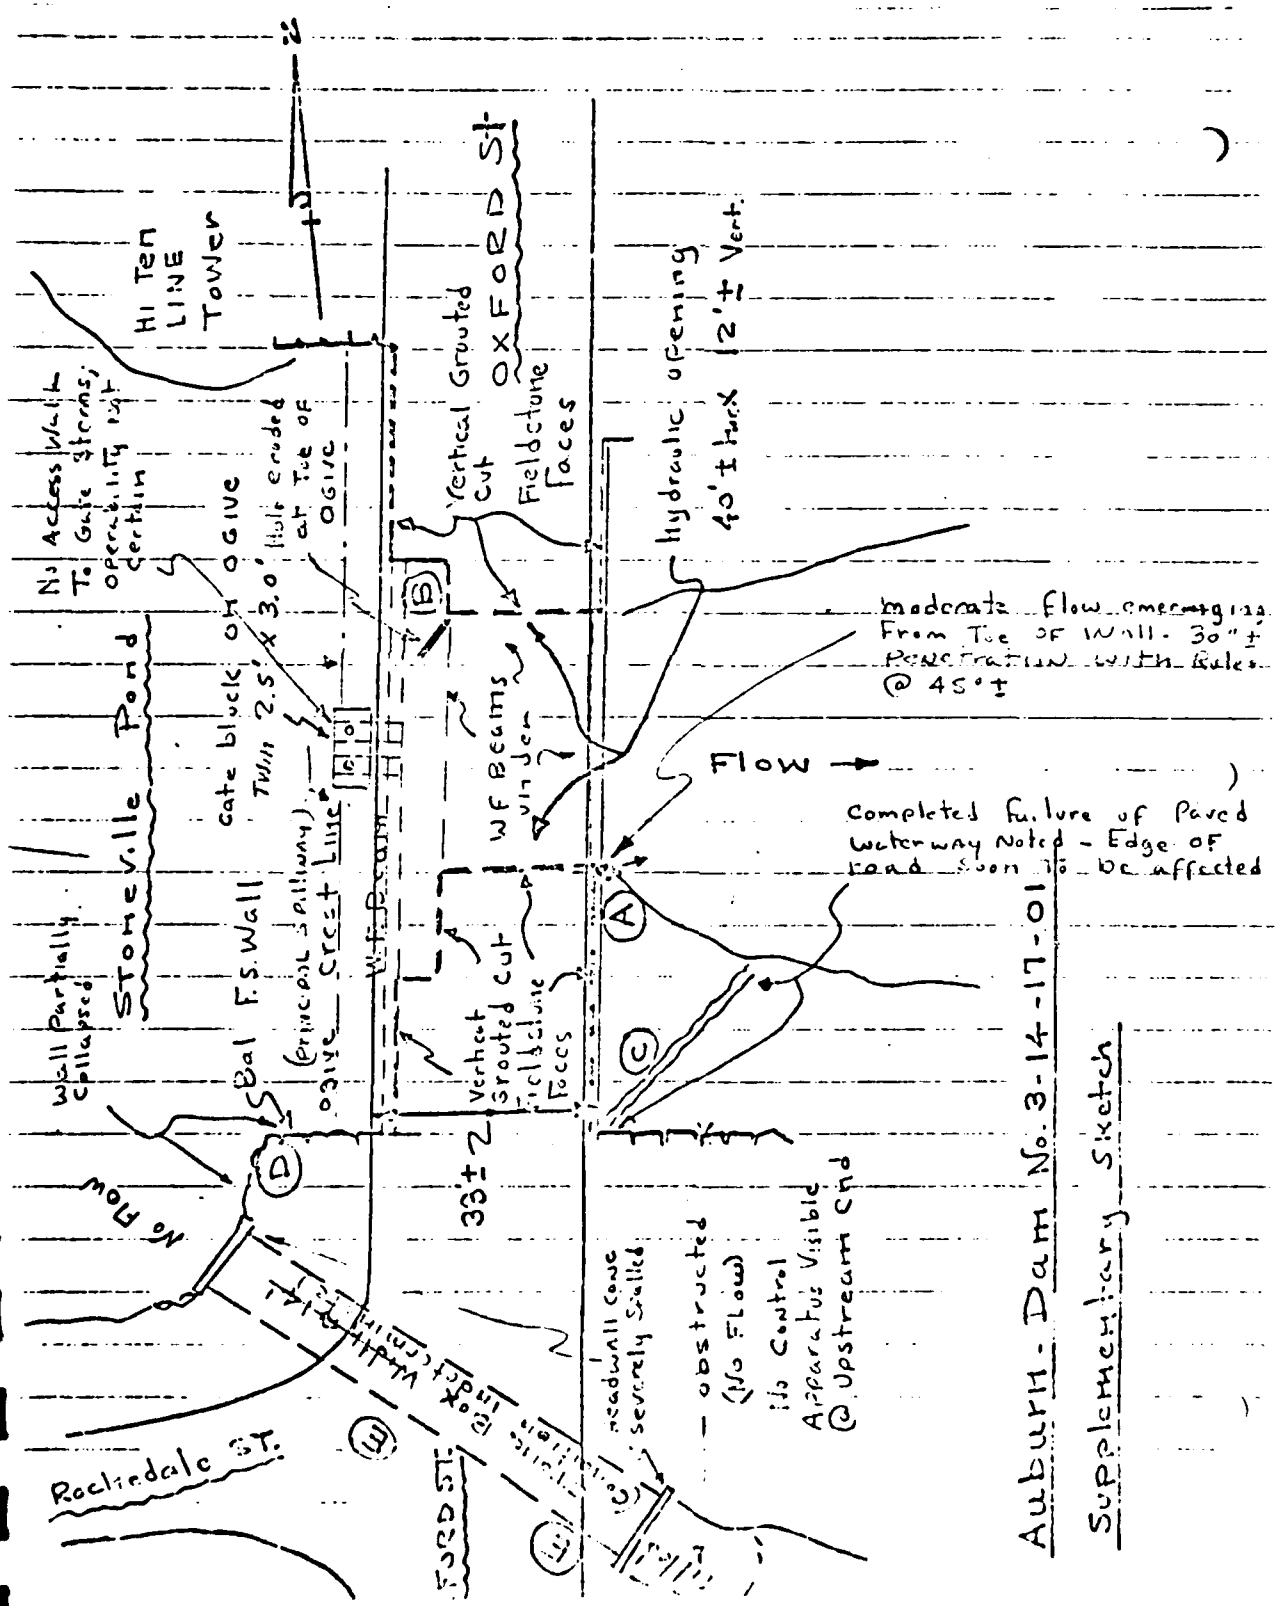 N
HI Ten
LINE
Tower
OXFORD St
No Access Walk
To Gate Stems,
operability not
certain
Stoneville Pond
Gate block on OGIVE
Twin 2.5' x 3.0'
Hole eroded
at Toe of
OGIVE
Vertical Grouted
Cut
Fieldstone
Faces
Hydraulic opening
40' ± hor. X 12' ± Vert.
B
WF BEAMS
under
moderate flow emerging
From Toe of Wall. 30" ±
Penetration with Rules
@ 45° ±
Flow
Completed failure of Paved
waterway Noted - Edge of
road soon to be affected
Wall Partially
Collapsed
Bal F.S. Wall
(principal spillway)
ogive Crest Line
W.F. Beam
Vertical
Grouted Cut
Fieldstone
Faces
A
C
D
No Flow
33' ±
Rochedale ST.
Box
Width
E
E
FORD ST.
Headwall Conc
severely spalled
- obstructed
(No Flow)
No Control
Apparatus Visible
@ Upstream End
Auburn - Dam No. 3-14-17-01
Supplementary Sketch